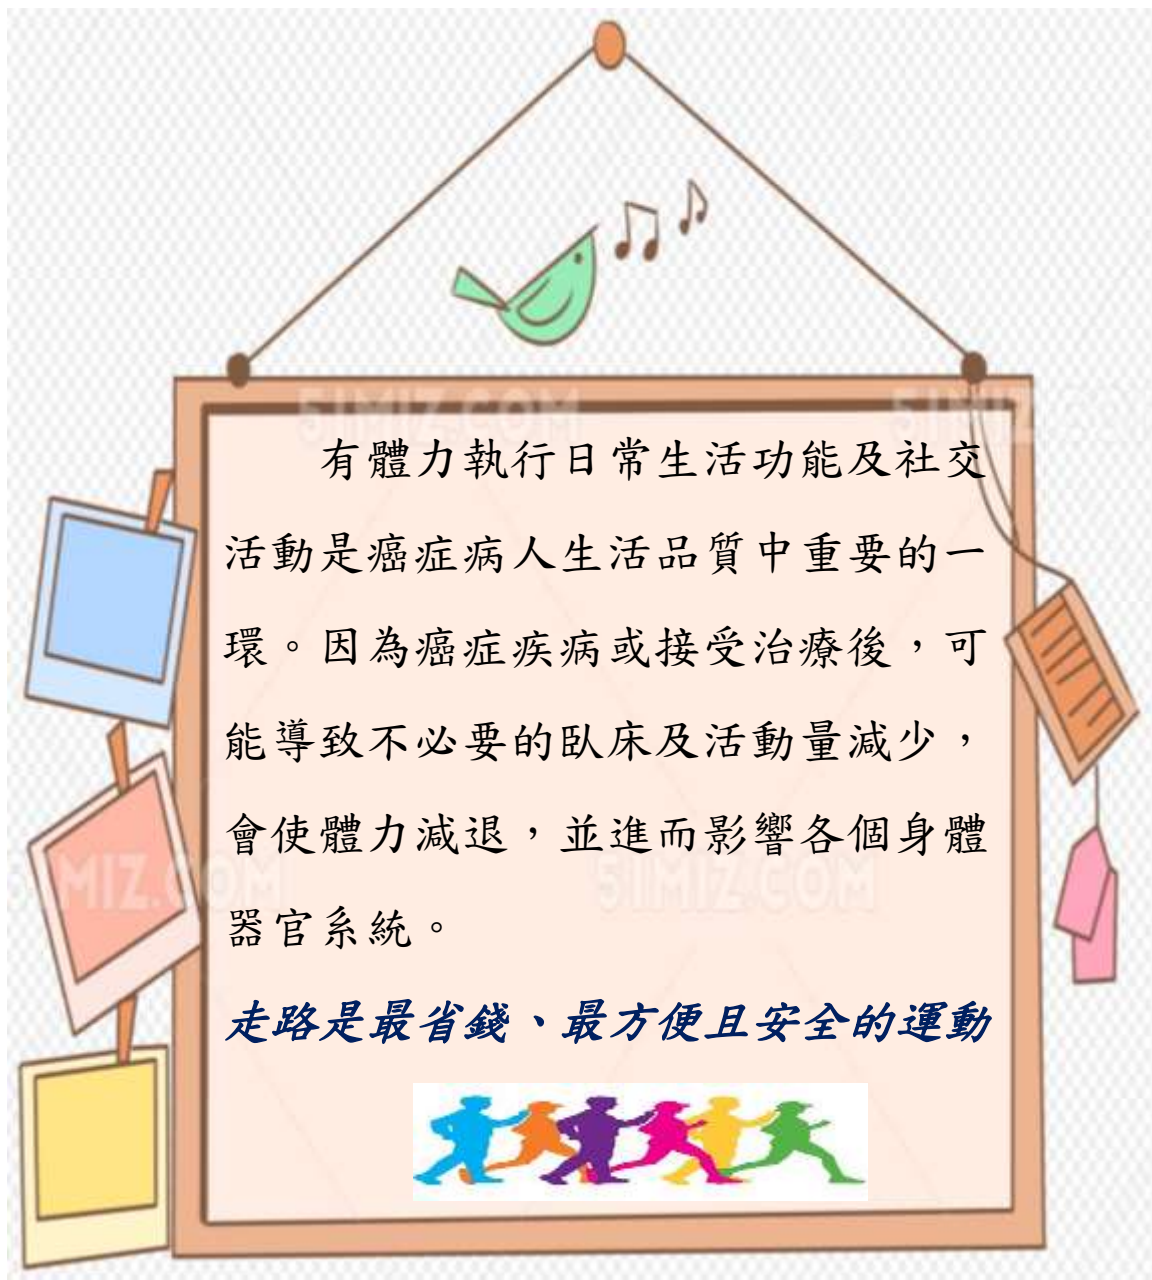 51MIZ.COM
有體力執行日常生活功能及社交
活動是癌症病人生活品質中重要的一
環。因為癌症疾病或接受治療後，可
能導致不必要的臥床及活動量減少，
會使體力減退，並進而影響各個身體
51MIZ.COM
器官系統。
走路是最省錢、最方便且安全的運動